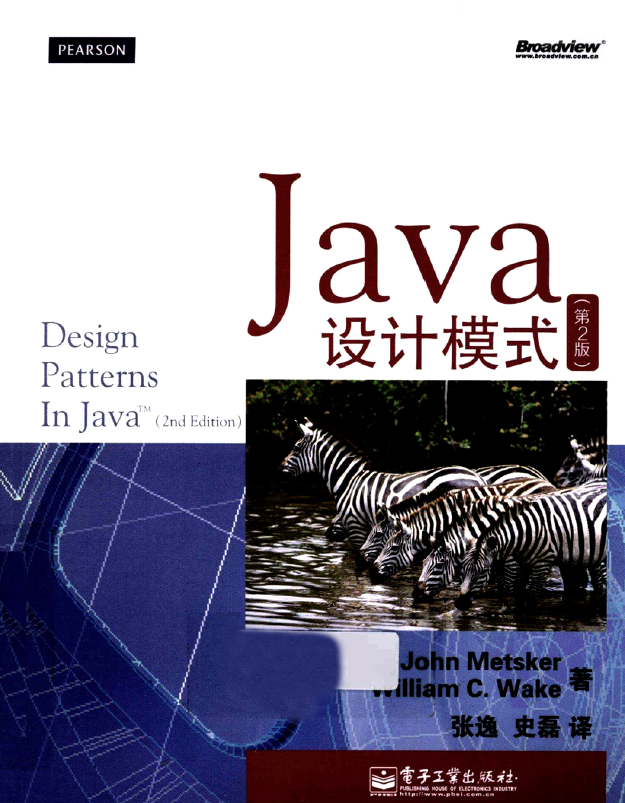 PEARSON
Broadview®
www.broadview.com.cn
Java
设计模式
（第2版）
Design
Patterns
In Java™ (2nd Edition)
John Metsker
William C. Wake
著
张逸 史磊 译
電子工業出版社·
PUBLISHING HOUSE OF ELECTRONICS INDUSTRY
http://www.phei.com.cn